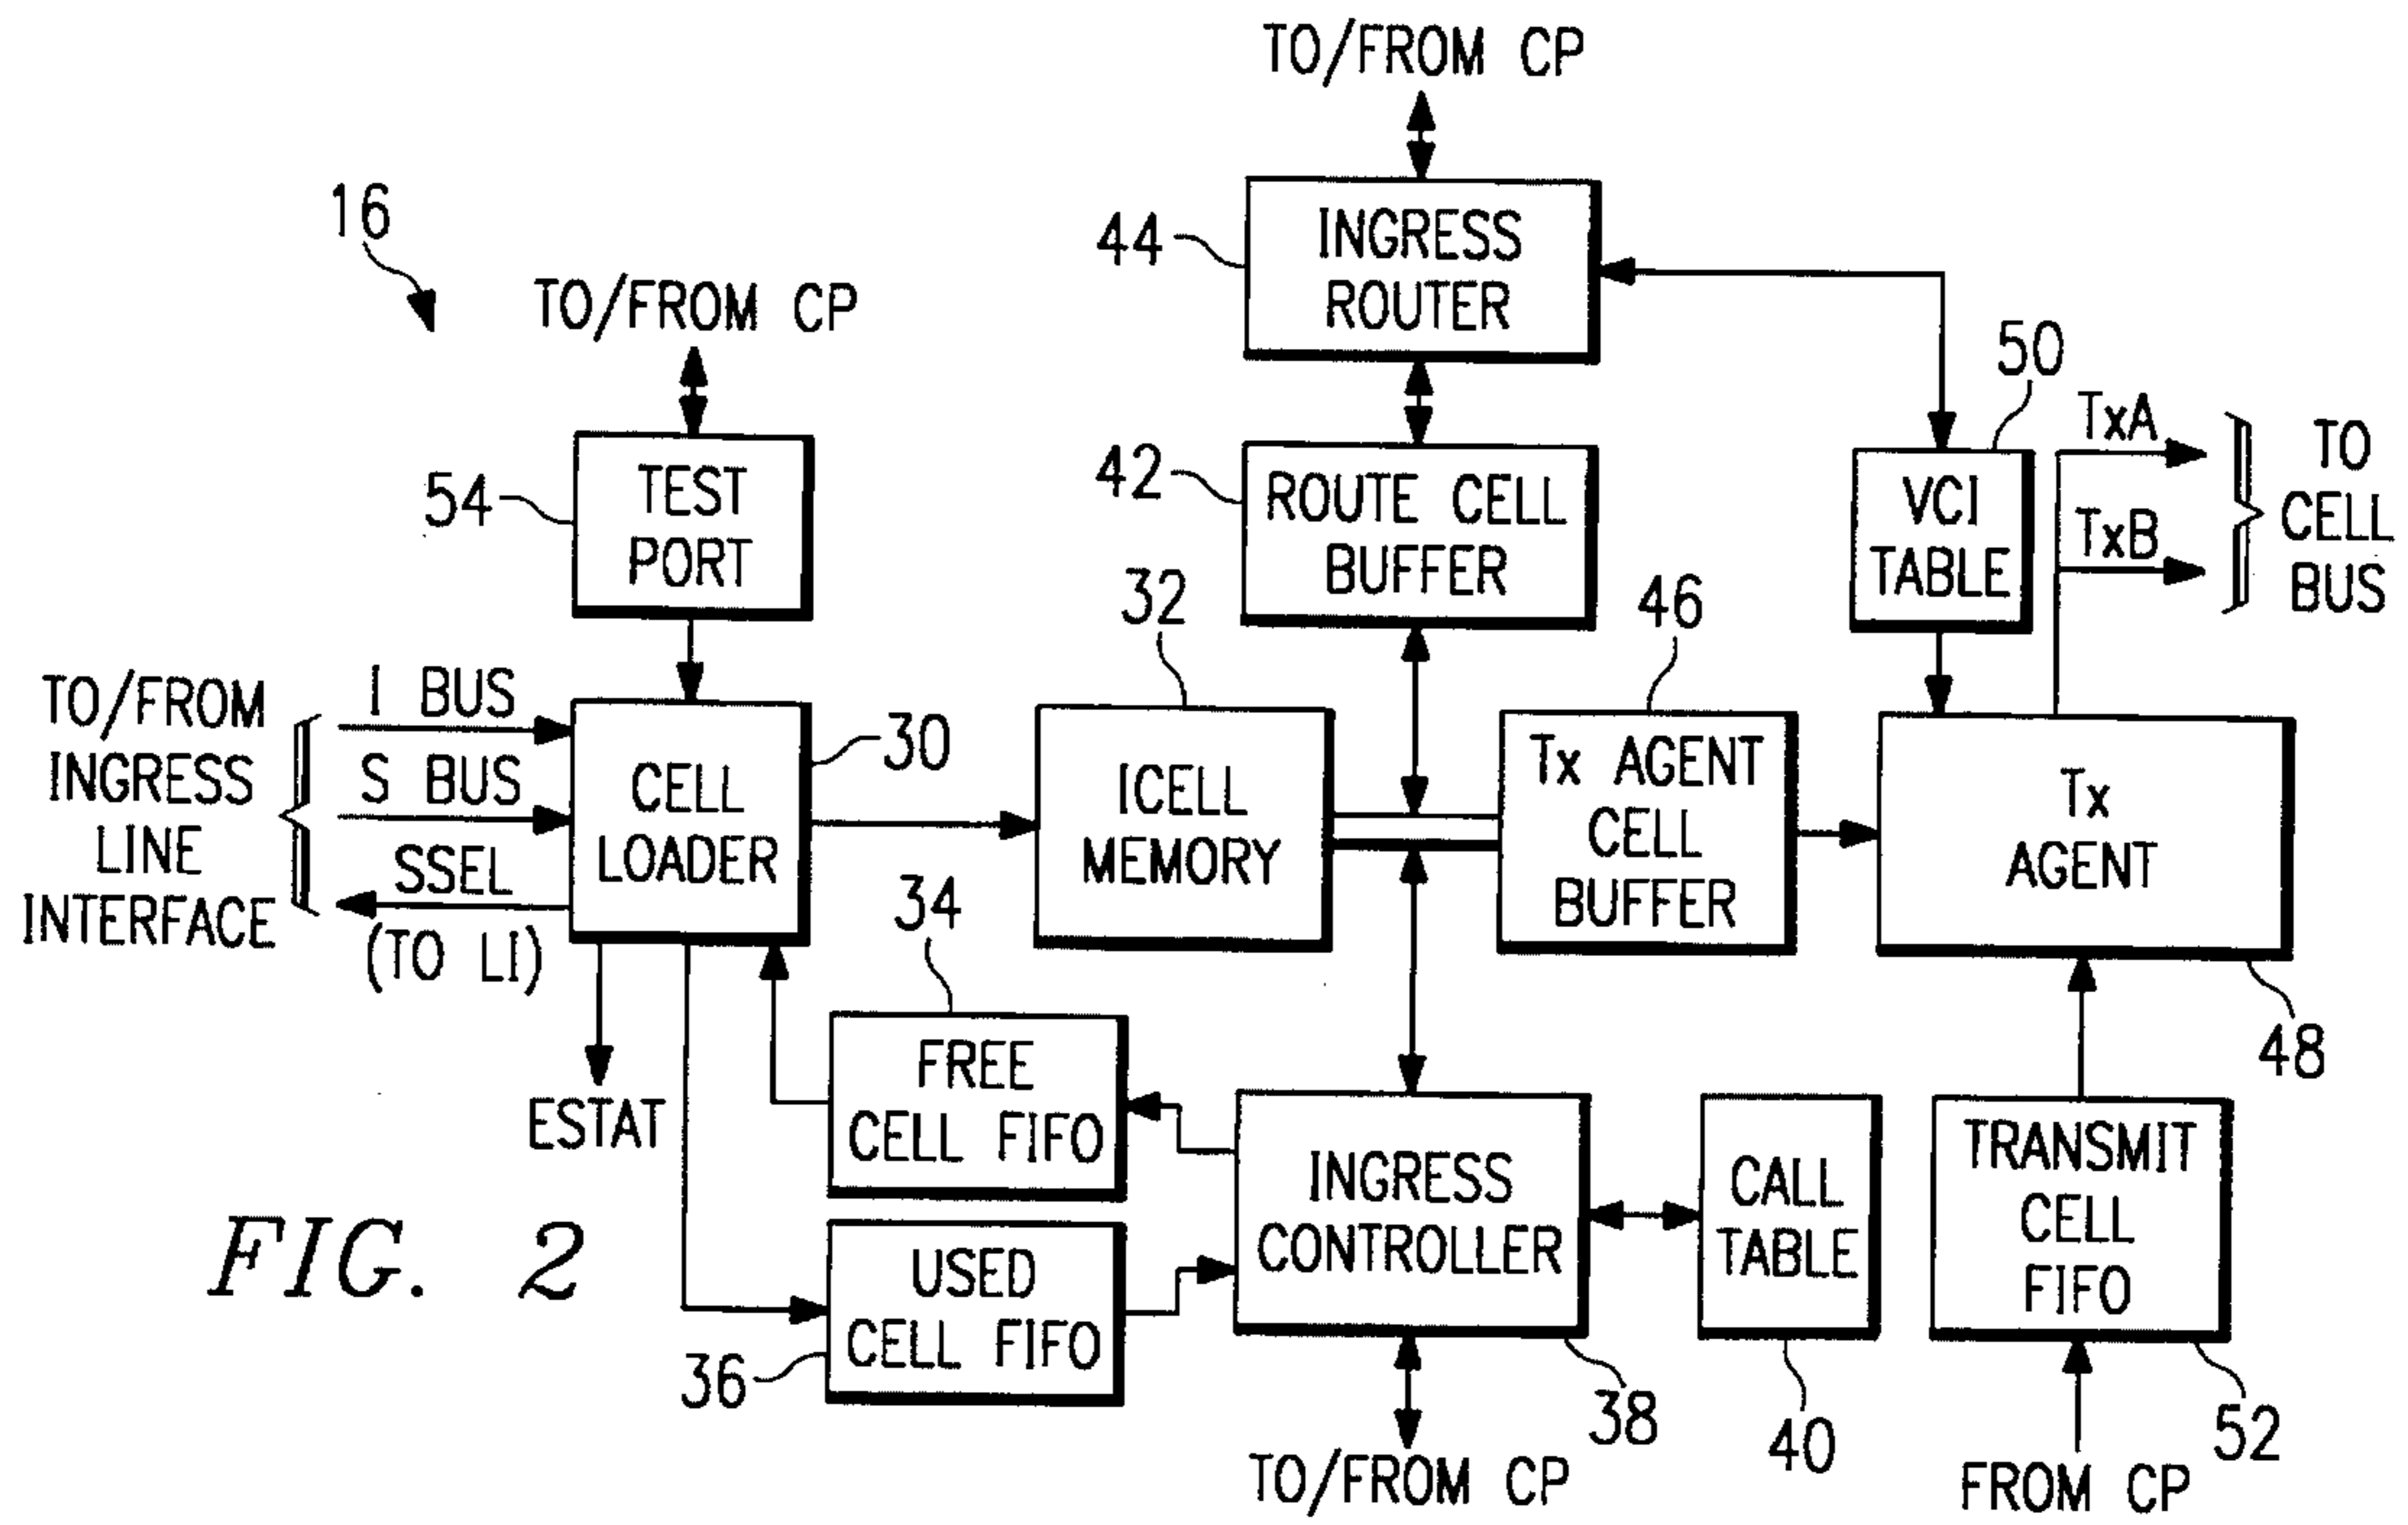 TO/FROM CP
16
TO/FROM CP
44
INGRESS
ROUTER
50
TxA
TxB
TO
CELL
BUS
54
TEST
PORT
42
ROUTE CELL
BUFFER
VCI
TABLE
32
46
TO/FROM
INGRESS
LINE
INTERFACE
I BUS
S BUS
SSEL
(TO LI)
CELL
LOADER
30
ICELL
MEMORY
Tx AGENT
CELL
BUFFER
Tx
AGENT
34
48
ESTAT
FREE
CELL FIFO
INGRESS
CONTROLLER
CALL
TABLE
TRANSMIT
CELL
FIFO
FIG. 2
USED
CELL FIFO
36
38
40
52
TO/FROM CP
FROM CP